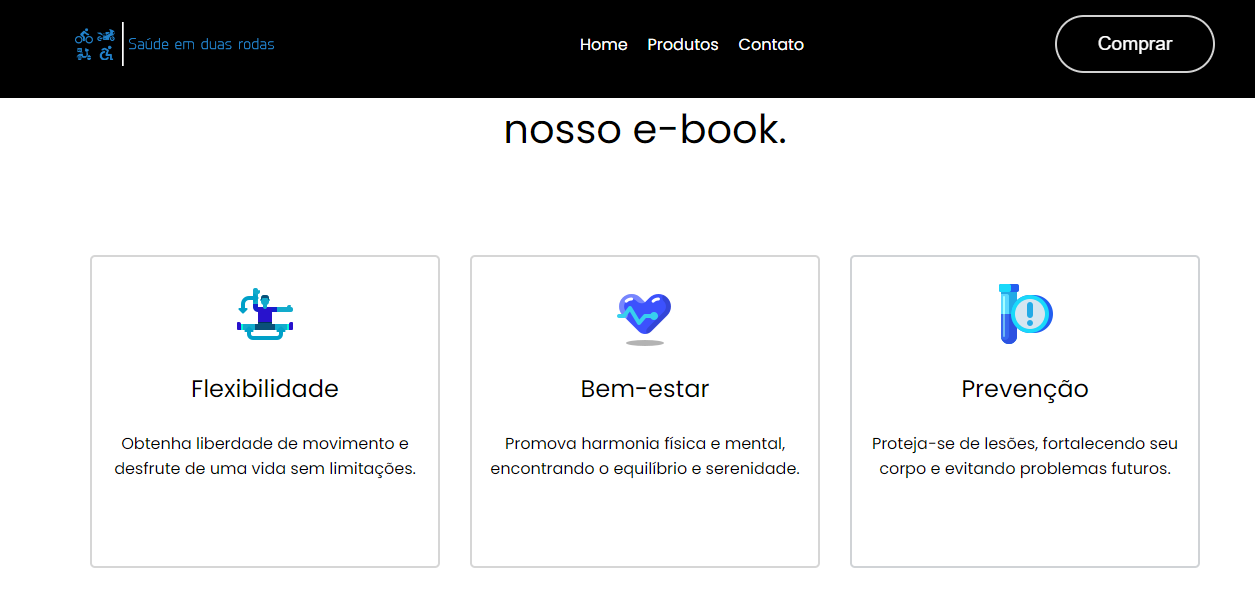 Saúde em duas rodas
Home Produtos Contato
Comprar
nosso e-book.
Flexibilidade
Obtenha liberdade de movimento e
desfrute de uma vida sem limitações.
Bem-estar
Promova harmonia física e mental,
encontrando o equilíbrio e serenidade.
Prevenção
Proteja-se de lesões, fortalecendo seu
corpo e evitando problemas futuros.